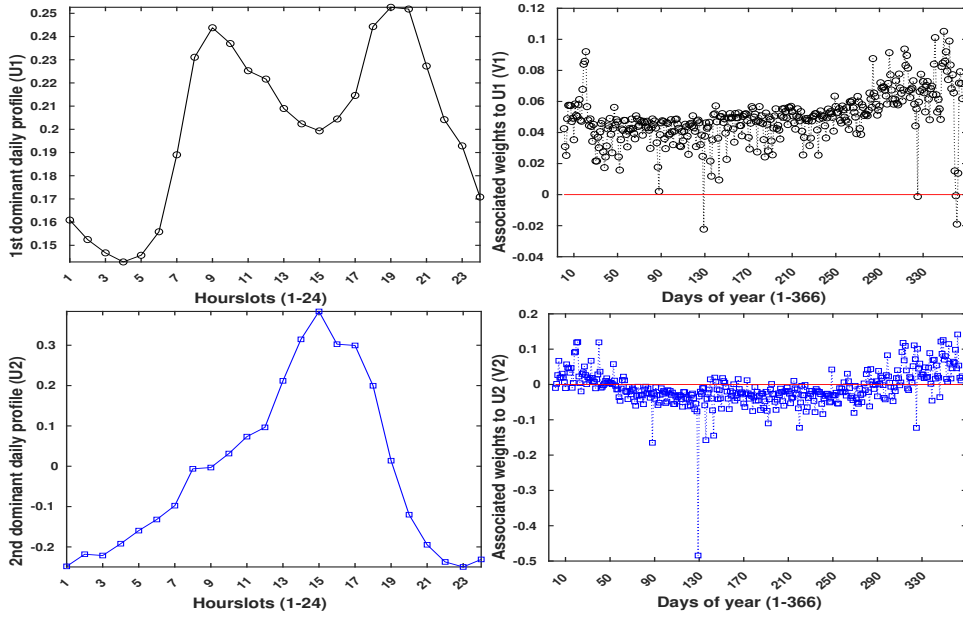 1st dominant daily profile (U1)
0.25
0.24
0.23
0.22
0.21
0.2
0.19
0.18
0.17
0.16
0.15
1 3 5 7 9 11 13 15 17 19 21 23
Hourslots (1-24)
Associated weights to U1 (V1)
0.12
0.1
0.08
0.06
0.04
0.02
0
-0.02
-0.04
10 50 90 130 170 210 250 290 330
Days of year (1-366)
2nd dominant daily profile (U2)
0.3
0.2
0.1
0
-0.1
-0.2
1 3 5 7 9 11 13 15 17 19 21 23
Hourslots (1-24)
Associated weights to U2 (V2)
0.2
0.1
0
-0.1
-0.2
-0.3
-0.4
-0.5
10 50 90 130 170 210 250 290 330
Days of year (1-366)